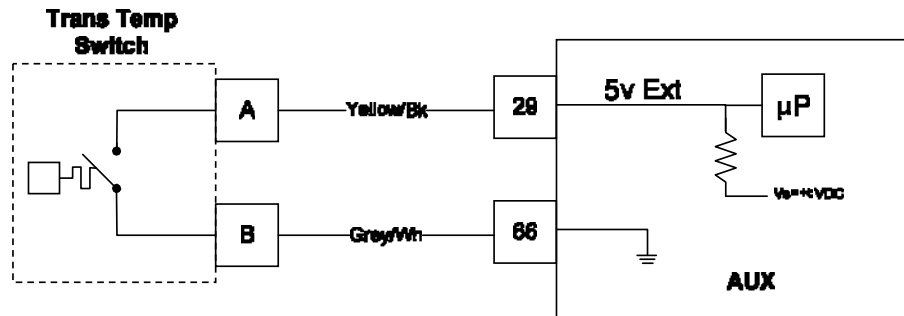 Trans Temp
Switch
A
Yellow/Bk
29
5v Ext
µP
B
Grey/Wh
66
AUX